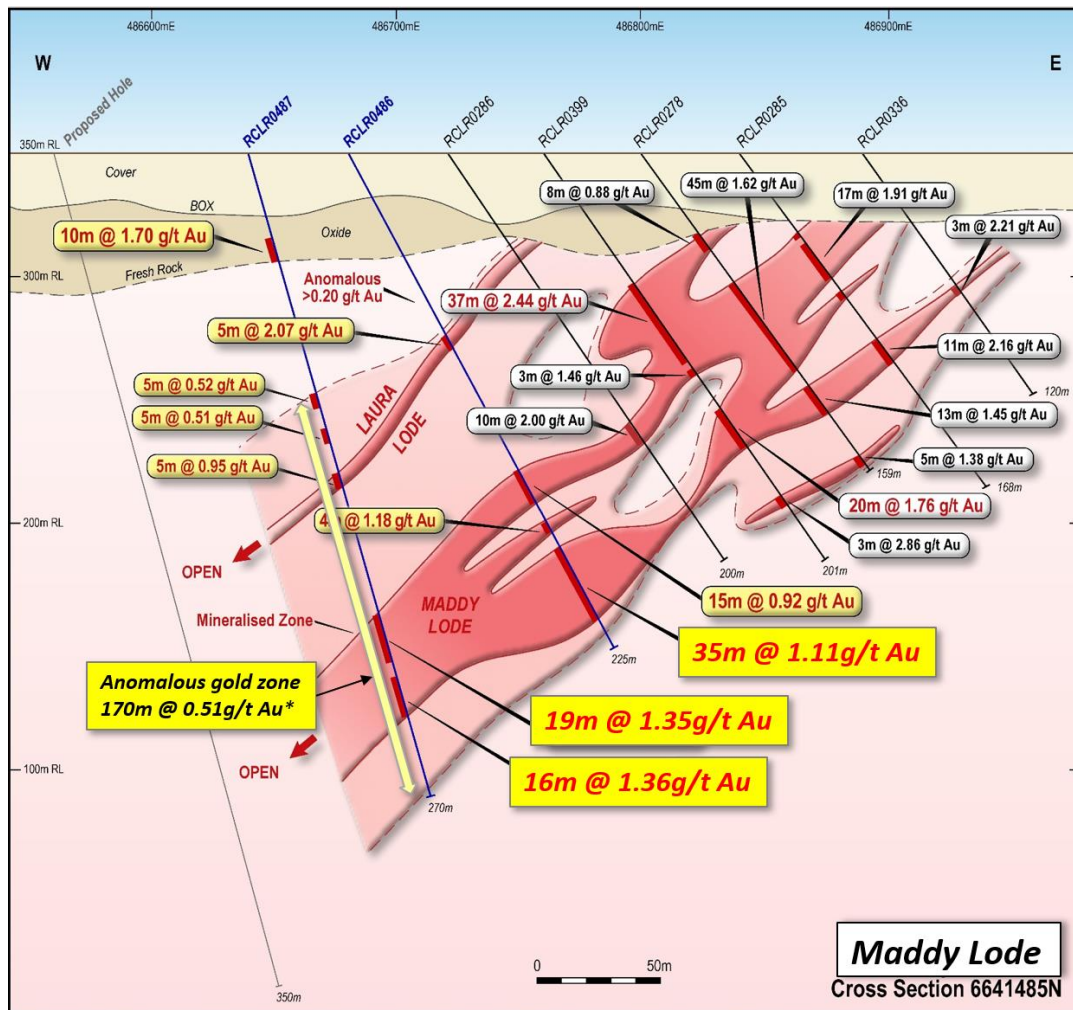 486600mE
486700mE
486800mE
486900mE
W
E
Proposed Hole
RCLR0487
RCLR0486
RCLR0286
RCLR0399
RCLR0278
RCLR0285
RCLR0336
350m RL
Cover
BOX
Oxide
Fresh Rock
10m @ 1.70 g/t Au
8m @ 0.88 g/t Au
45m @ 1.62 g/t Au
17m @ 1.91 g/t Au
3m @ 2.21 g/t Au
300m RL
Anomalous
>0.20 g/t Au
37m @ 2.44 g/t Au
5m @ 2.07 g/t Au
11m @ 2.16 g/t Au
3m @ 1.46 g/t Au
5m @ 0.52 g/t Au
120m
5m @ 0.51 g/t Au
LAURA
LODE
10m @ 2.00 g/t Au
13m @ 1.45 g/t Au
5m @ 0.95 g/t Au
5m @ 1.38 g/t Au
159m
168m
20m @ 1.76 g/t Au
200m RL
@ 1.18 g/t Au
3m @ 2.86 g/t Au
OPEN
200m
201m
MADDY
LODE
15m @ 0.92 g/t Au
Mineralised Zone
225m
35m @ 1.11g/t Au
Anomalous gold zone
170m @ 0.51g/t Au*
19m @ 1.35g/t Au
OPEN
100m RL
16m @ 1.36g/t Au
270m
350m
0
50m
Maddy Lode
Cross Section 6641485N